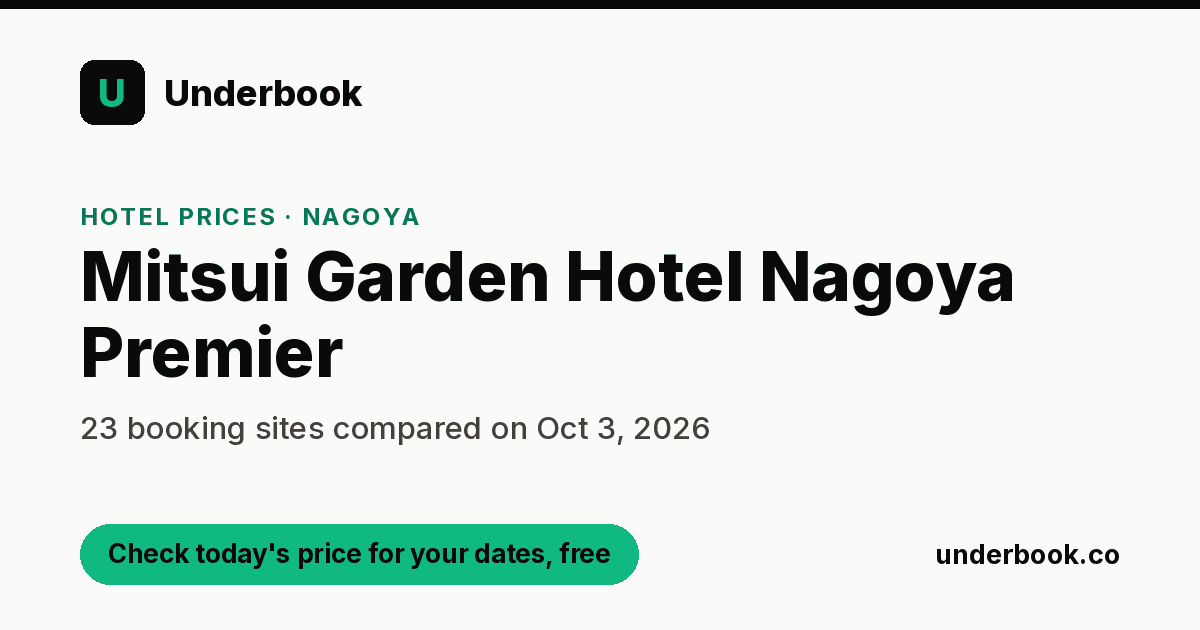 U Underbook
HOTEL PRICES · NAGOYA
Mitsui Garden Hotel Nagoya
Premier
23 booking sites compared on Oct 3, 2026
Check today's price for your dates, free
underbook.co